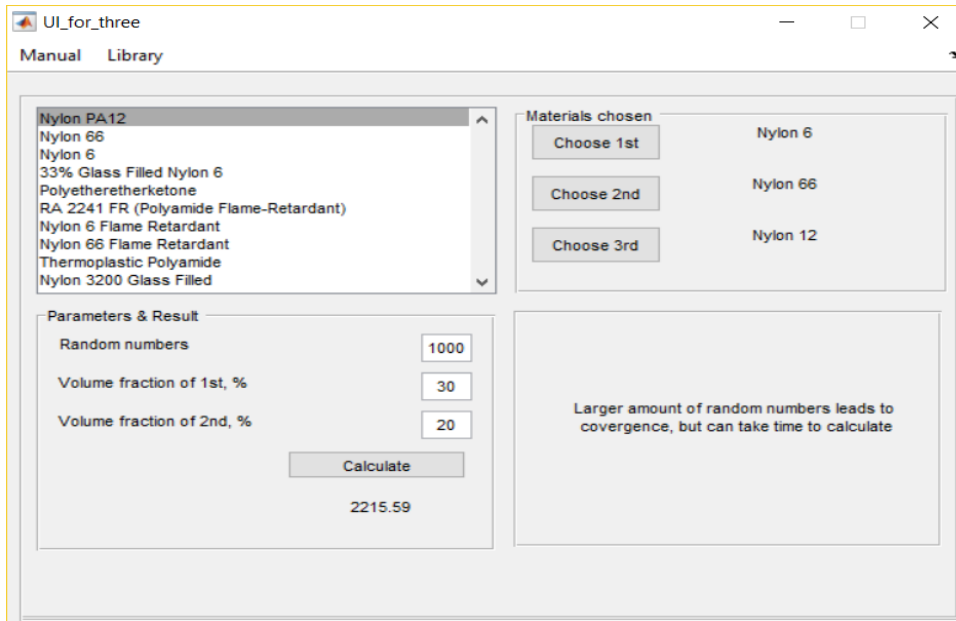 UI_for_three
Manual Library
Nylon PA12
Nylon 66
Nylon 6
33% Glass Filled Nylon 6
Polyetheretherketone
RA 2241 FR (Polyamide Flame-Retardant)
Nylon 6 Flame Retardant
Nylon 66 Flame Retardant
Thermoplastic Polyamide
Nylon 3200 Glass Filled
Materials chosen
Choose 1st Nylon 6
Choose 2nd Nylon 66
Choose 3rd Nylon 12
Parameters & Result
Random numbers 1000
Volume fraction of 1st, % 30
Volume fraction of 2nd, % 20
Calculate
2215.59
Larger amount of random numbers leads to
covergence, but can take time to calculate